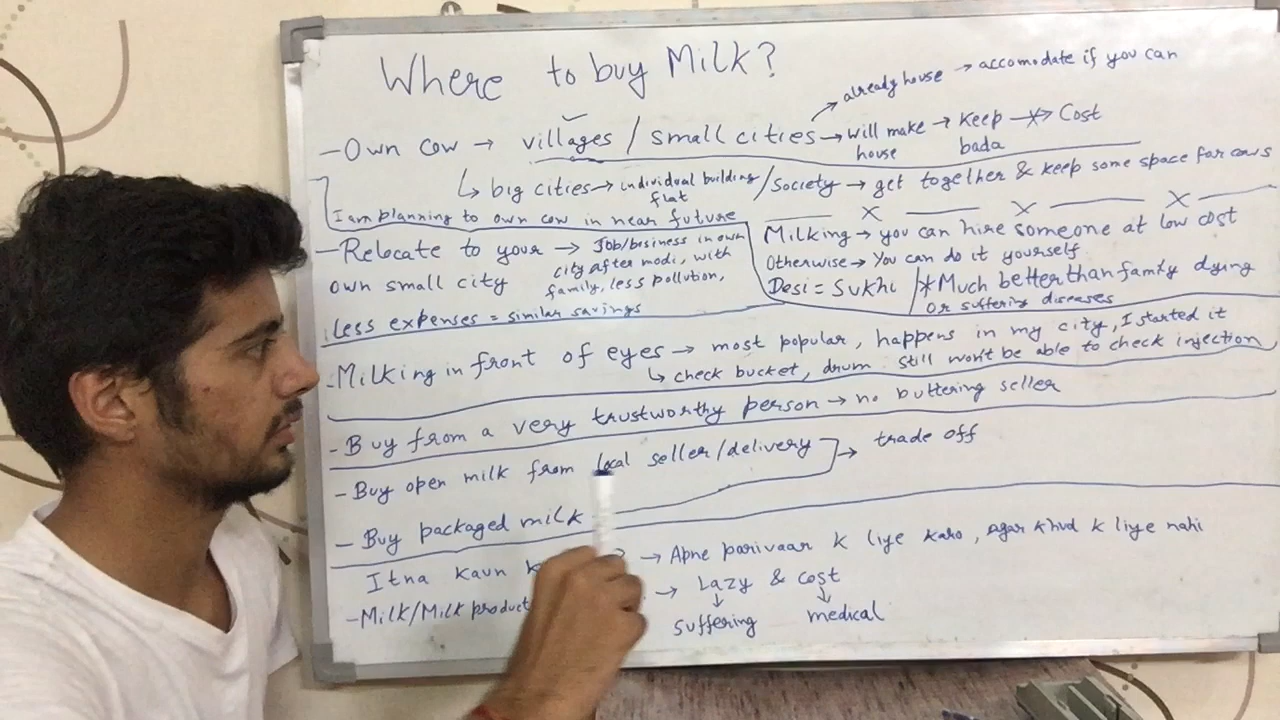 Where to buy Milk?
already house → accomodate if you can
- Own cow → villages / small cities → will make house → Keep bada → Cost
↳ big cities → individual building / flat / Society → get together & keep some space for cows
I am planning to own cow in near future
- Relocate to your → Job/business in own
own small city
city after modi, with
family, less pollution,
less expenses = similar savings
Milking → you can hire someone at low cost
Otherwise → You can do it yourself
Desi = Sukhi
* Much better than family dying
or suffering diseases
- Milking in front of eyes → most popular, happens in my city, I started it
↳ check bucket, drum. still won't be able to check injection
- Buy from a very trustworthy person → no buttering seller
- Buy open milk from local seller/delivery → trade off
- Buy packaged milk
Itna kaun → Apne parivaar k liye karo, agar khud k liye nahi
- Milk/Milk product → Lazy & cost
suffering medical